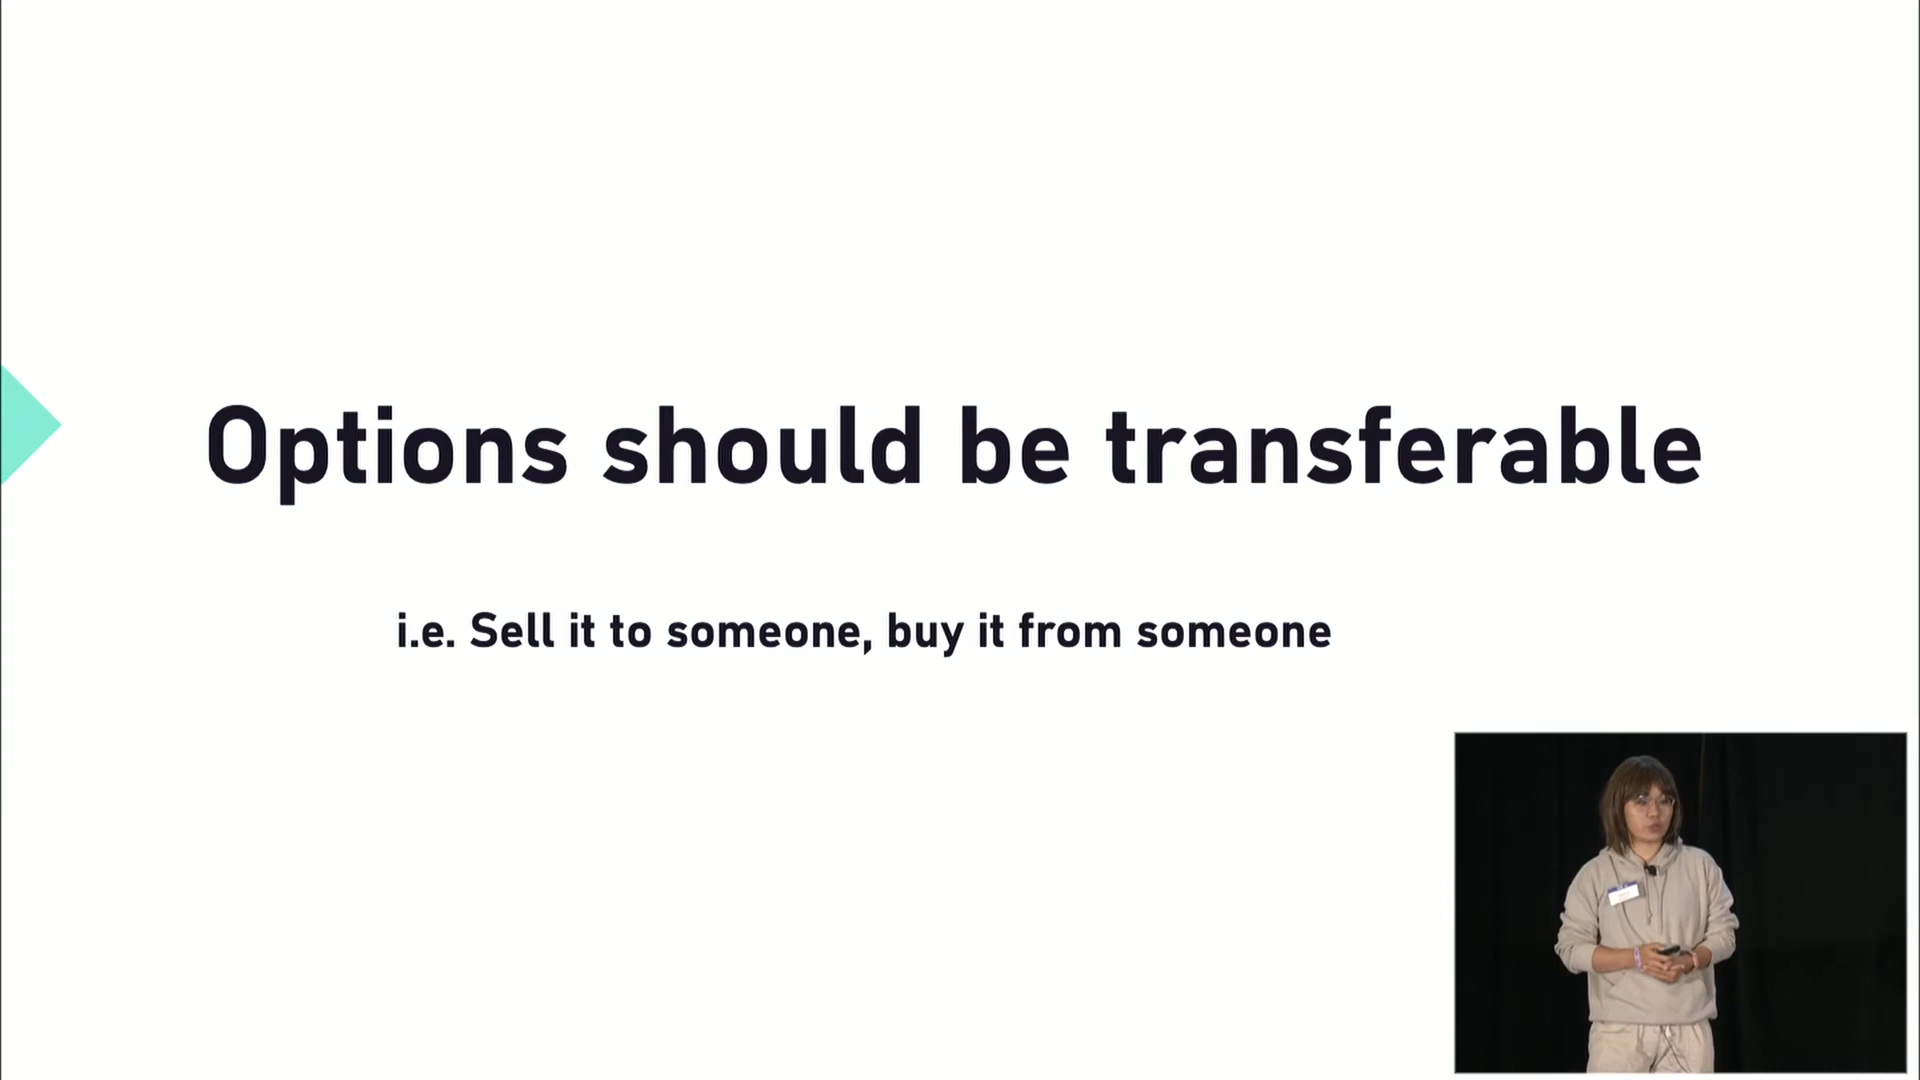 Options should be transferable
i.e. Sell it to someone, buy it from someone